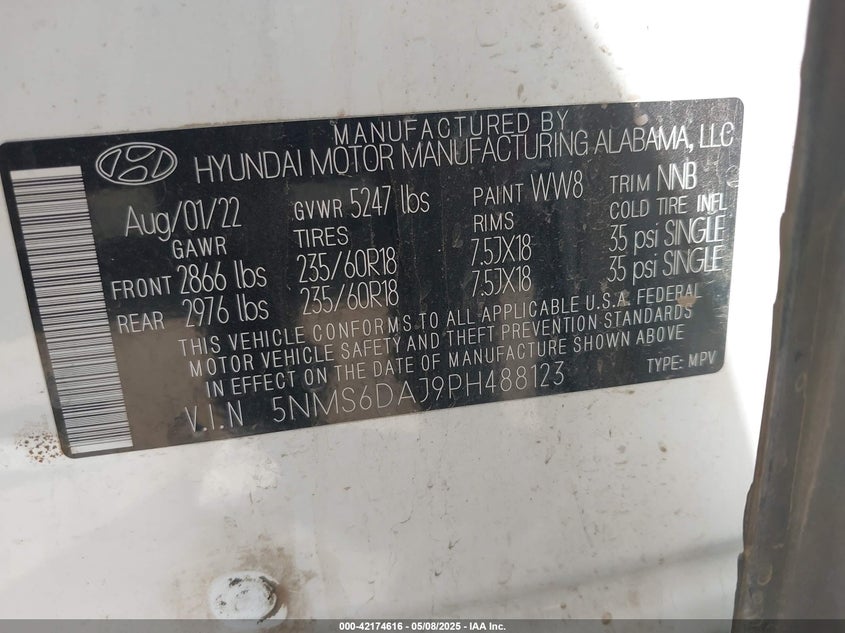 MANUFACTURED BY
HYUNDAI MOTOR MANUFACTURING ALABAMA, LLC
Aug/01/22 GVWR 5247 lbs PAINT WW8 TRIM NNB
GAWR TIRES RIMS COLD TIRE INFL
FRONT 2866 lbs 235/60R18 7.5JX18 35 psi SINGLE
REAR 2976 lbs 235/60R18 7.5JX18 35 psi SINGLE
THIS VEHICLE CONFORMS TO ALL APPLICABLE U.S.A. FEDERAL
MOTOR VEHICLE SAFETY AND THEFT PREVENTION STANDARDS
IN EFFECT ON THE DATE OF MANUFACTURE SHOWN ABOVE
V.I.N 5NMS6DAJ9PH488123 TYPE: MPV
000-42174616 - 05/08/2025 - IAA Inc.